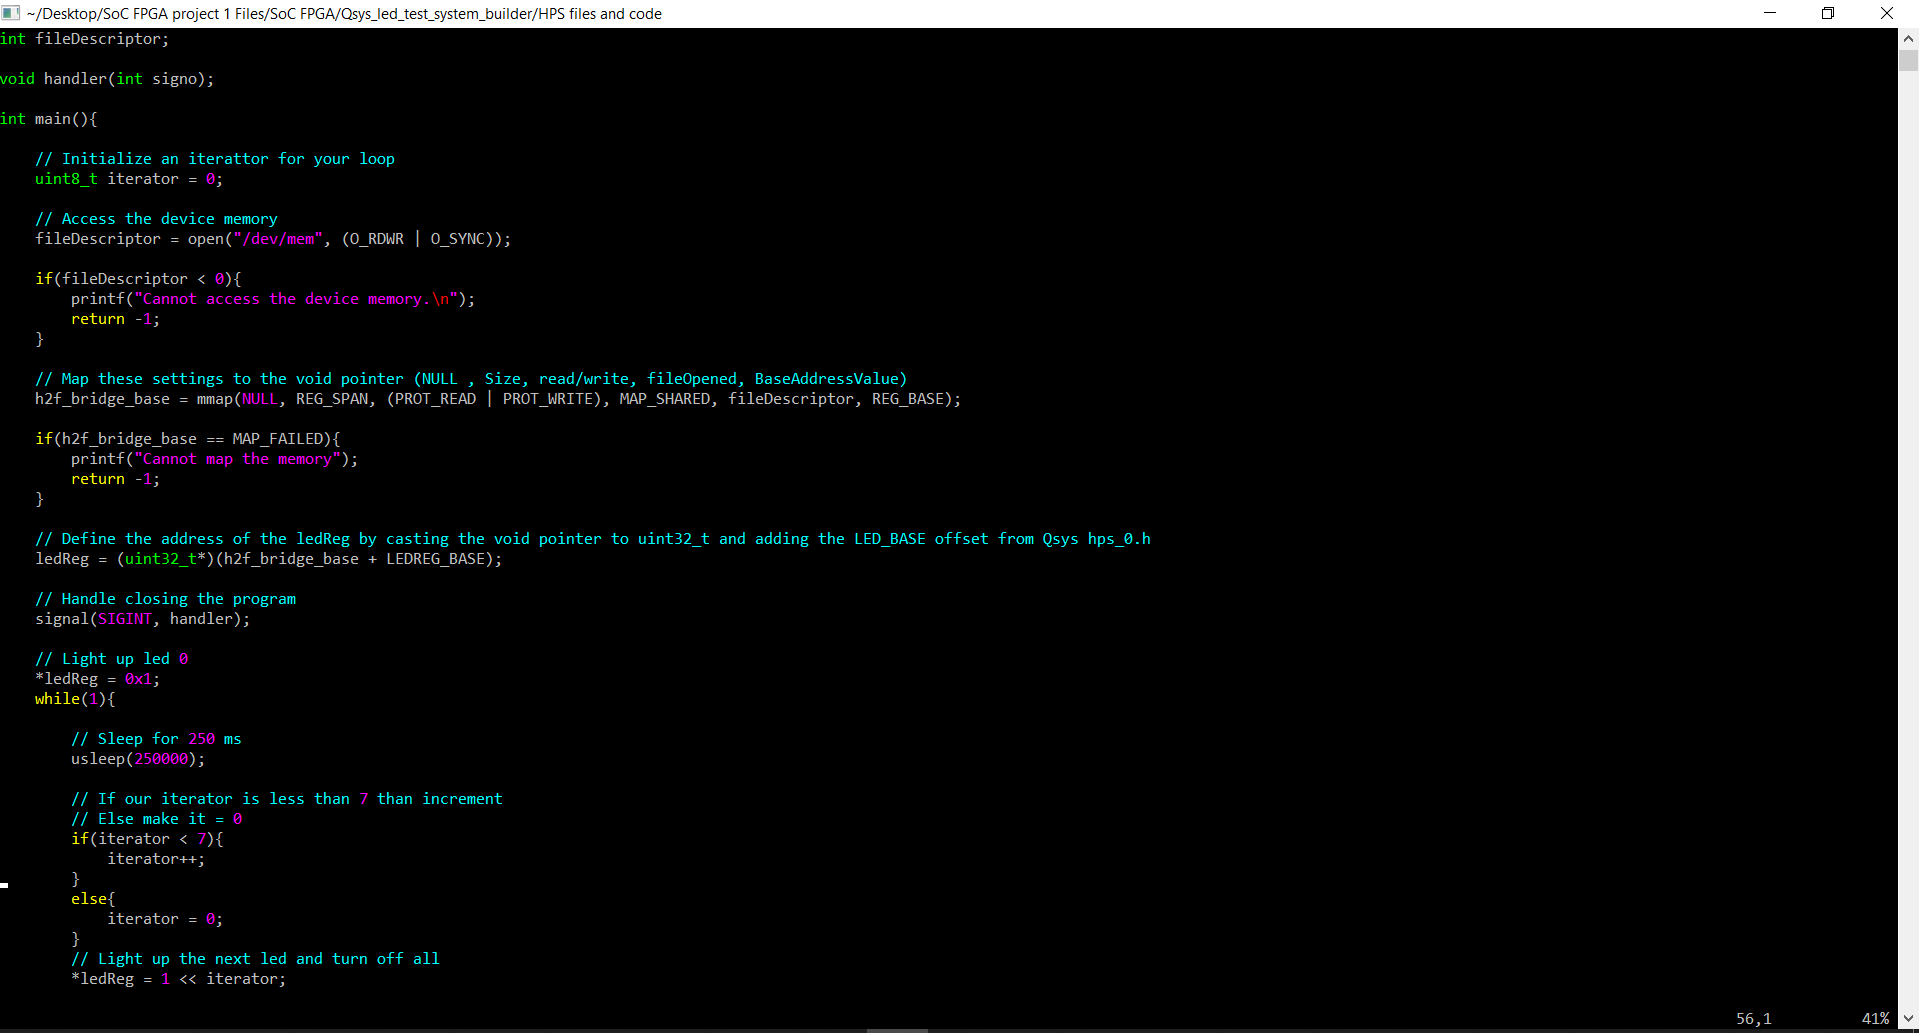 ~/Desktop/SoC FPGA project 1 Files/SoC FPGA/Qsys_led_test_system_builder/HPS files and code
int fileDescriptor;
void handler(int signo);
int main(){
// Initialize an iterattor for your loop
uint8_t iterator = 0;
// Access the device memory
fileDescriptor = open("/dev/mem", (O_RDWR | O_SYNC));
if(fileDescriptor < 0){
printf("Cannot access the device memory.\n");
return -1;
}
// Map these settings to the void pointer (NULL , Size, read/write, fileOpened, BaseAddressValue)
h2f_bridge_base = mmap(NULL, REG_SPAN, (PROT_READ | PROT_WRITE), MAP_SHARED, fileDescriptor, REG_BASE);
if(h2f_bridge_base == MAP_FAILED){
printf("Cannot map the memory");
return -1;
}
// Define the address of the ledReg by casting the void pointer to uint32_t and adding the LED_BASE offset from Qsys hps_0.h
ledReg = (uint32_t*)(h2f_bridge_base + LEDREG_BASE);
// Handle closing the program
signal(SIGINT, handler);
// Light up led 0
*ledReg = 0x1;
while(1){
// Sleep for 250 ms
usleep(250000);
// If our iterator is less than 7 than increment
// Else make it = 0
if(iterator < 7){
iterator++;
}
else{
iterator = 0;
}
// Light up the next led and turn off all
*ledReg = 1 << iterator;
56,1 41%